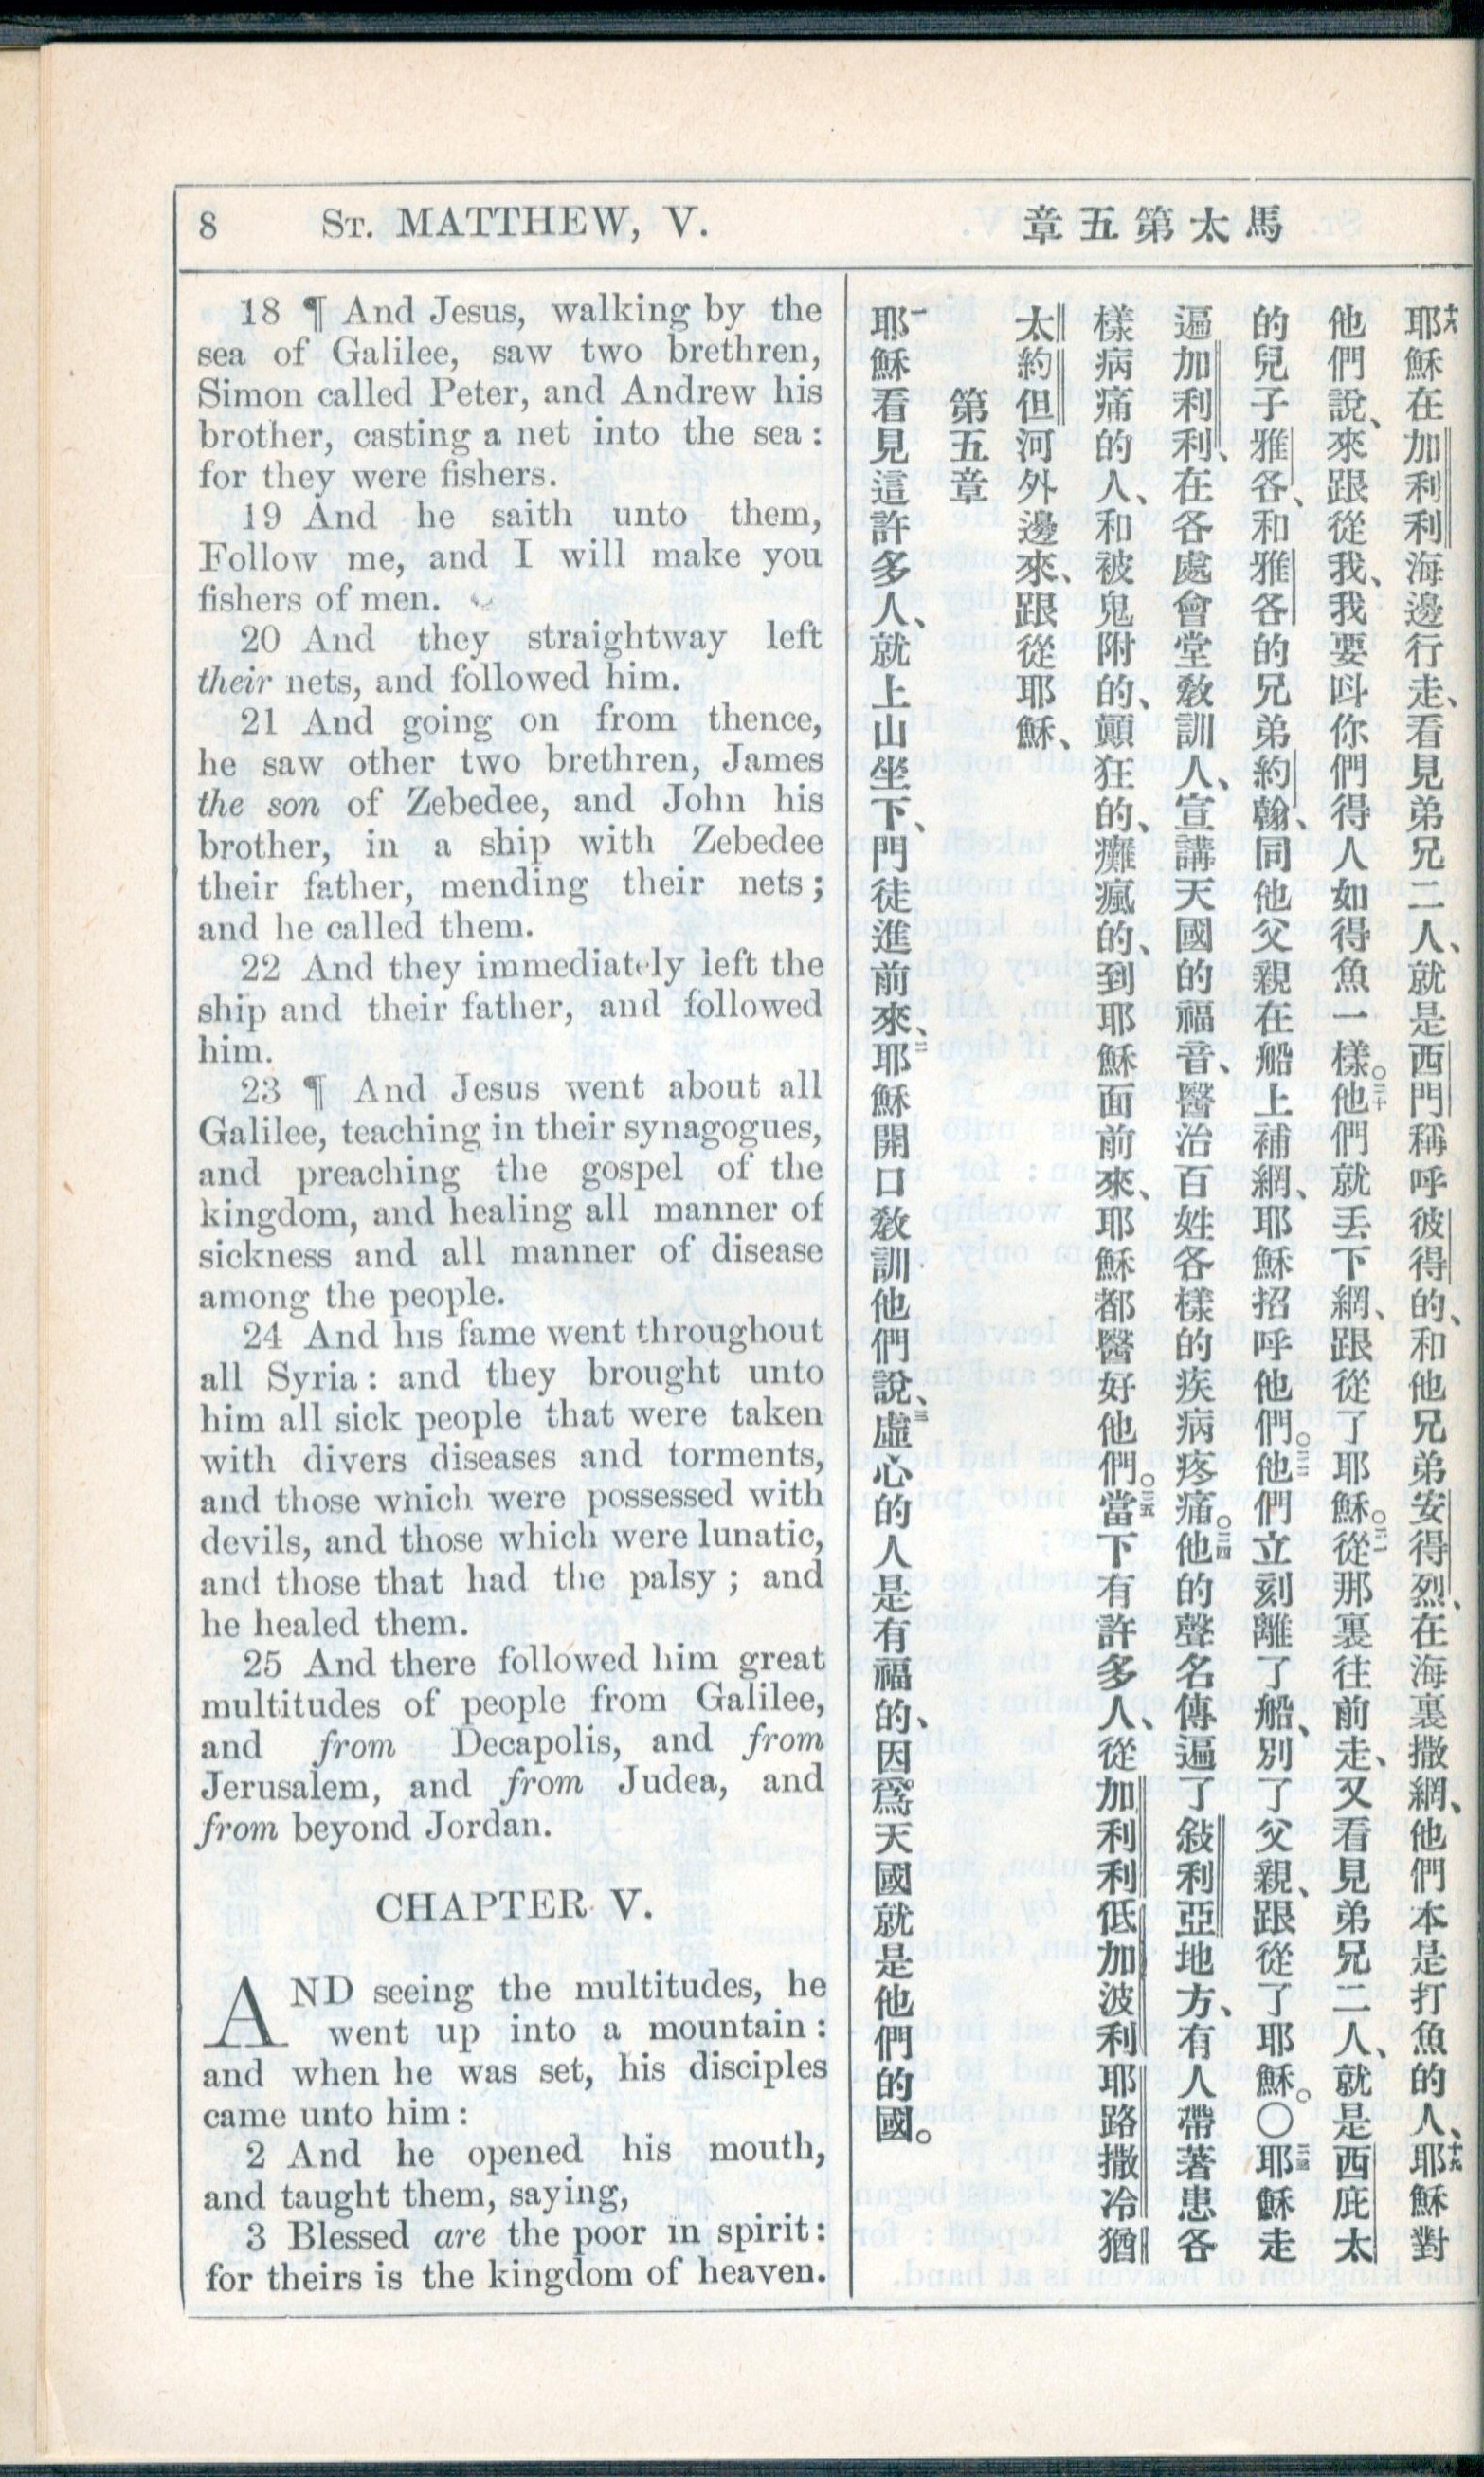 8 ST. MATTHEW, V.
章五第太馬
18 ¶ And Jesus, walking by the
sea of Galilee, saw two brethren,
Simon called Peter, and Andrew his
brother, casting a net into the sea:
for they were fishers.
19 And he saith unto them,
Follow me, and I will make you
fishers of men.
20 And they straightway left
their nets, and followed him.
21 And going on from thence,
he saw other two brethren, James
the son of Zebedee, and John his
brother, in a ship with Zebedee
their father, mending their nets;
and he called them.
22 And they immediately left the
ship and their father, and followed
him.
23 ¶ And Jesus went about all
Galilee, teaching in their synagogues,
and preaching the gospel of the
kingdom, and healing all manner of
sickness and all manner of disease
among the people.
24 And his fame went throughout
all Syria: and they brought unto
him all sick people that were taken
with divers diseases and torments,
and those which were possessed with
devils, and those which were lunatic,
and those that had the palsy; and
he healed them.
25 And there followed him great
multitudes of people from Galilee,
and from Decapolis, and from
Jerusalem, and from Judea, and
from beyond Jordan.
CHAPTER V.
AND seeing the multitudes, he
went up into a mountain:
and when he was set, his disciples
came unto him:
2 And he opened his mouth,
and taught them, saying,
3 Blessed are the poor in spirit:
for theirs is the kingdom of heaven.
十八耶穌在加利利海邊行走、看見弟兄二人、就是西門稱呼彼得的、和他兄弟安得烈、在海裏撒網、他們本是打魚的人、十九耶穌對
他們說、來跟從我、我要呌你們得人如得魚一樣。二十他們就丟下網、跟從了耶穌。二一從那裏往前走、又看見弟兄二人、就是西庇太
的兒子雅各、和雅各的兄弟約翰、同他父親在船上補網、耶穌招呼他們。二二他們立刻離了船、別了父親、跟從了耶穌。〇二三耶穌走
遍加利利、在各處會堂敎訓人、宣講天國的福音、醫治百姓各樣的疾病疼痛。二四他的聲名傳遍了敍利亞地方、有人帶著患各
樣病痛的人、和被鬼附的、顚狂的、癱瘋的、到耶穌面前來、耶穌都醫好他們。二五當下有許多人、從加利利低加波利耶路撒冷猶
太約但河外邊來、跟從耶穌、
第五章
一耶穌看見這許多人、就上山坐下、門徒進前來、二耶穌開口敎訓他們說、三虛心的人是有福的、因爲天國就是他們的國。